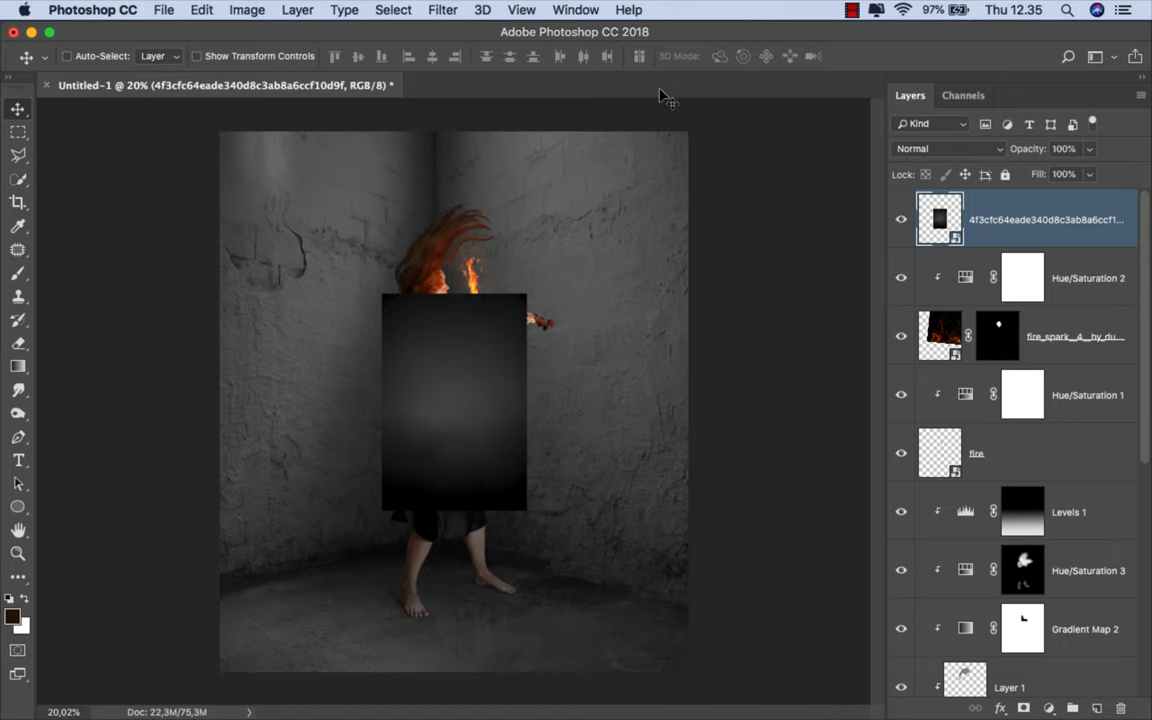 Photoshop CC File Edit Image Layer Type Select Filter 3D View Window Help 97% Thu 12.35
Adobe Photoshop CC 2018
Auto-Select: Layer Show Transform Controls 3D Mode:
× Untitled-1 @ 20% (4f3cfc64eade340d8c3ab8a6ccf10d9f, RGB/8) *
Layers Channels
Kind
Normal Opacity: 100%
Lock: Fill: 100%
4f3cfc64eade340d8c3ab8a6ccf1...
Hue/Saturation 2
fire_spark__4__by_du...
Hue/Saturation 1
fire
Levels 1
Hue/Saturation 3
Gradient Map 2
Layer 1
20,02% Doc: 22,3M/75,3M